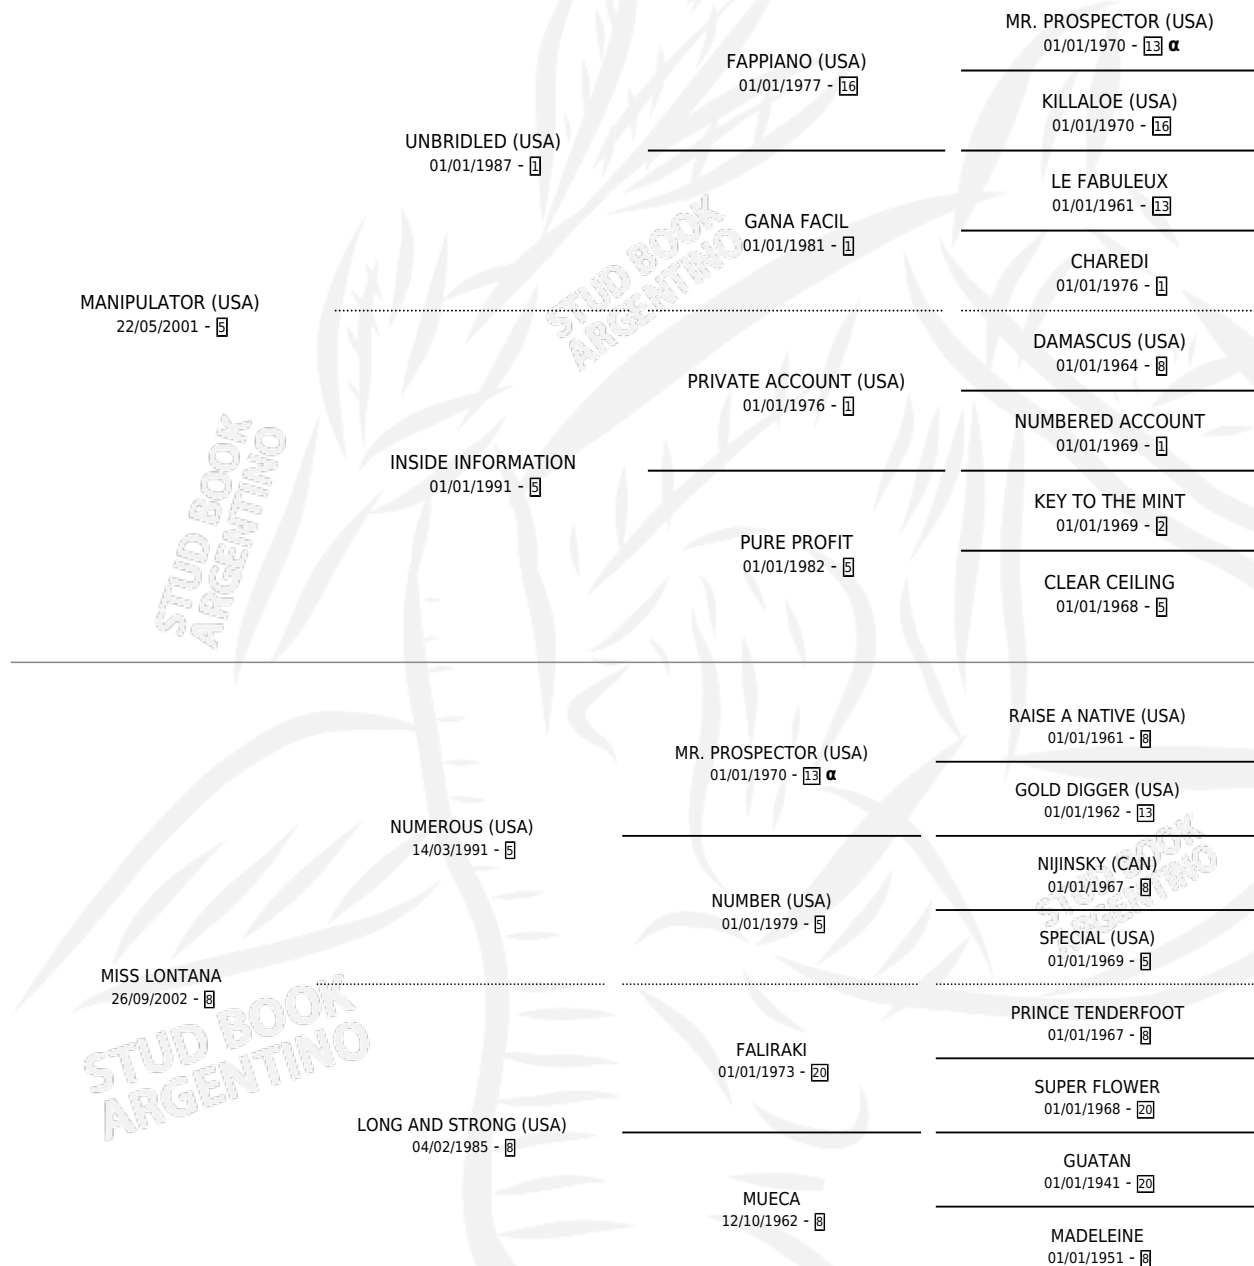 MR. PROSPECTOR (USA)
01/01/1970 - 13 α
FAPPIANO (USA)
01/01/1977 - 16
KILLALOE (USA)
01/01/1970 - 16
UNBRIDLED (USA)
01/01/1987 - 1
LE FABULEUX
01/01/1961 - 13
GANA FACIL
01/01/1981 - 1
CHAREDI
01/01/1976 - 1
MANIPULATOR (USA)
22/05/2001 - 5
DAMASCUS (USA)
01/01/1964 - 8
PRIVATE ACCOUNT (USA)
01/01/1976 - 1
NUMBERED ACCOUNT
01/01/1969 - 1
INSIDE INFORMATION
01/01/1991 - 5
KEY TO THE MINT
01/01/1969 - 2
PURE PROFIT
01/01/1982 - 5
CLEAR CEILING
01/01/1968 - 5
RAISE A NATIVE (USA)
01/01/1961 - 8
MR. PROSPECTOR (USA)
01/01/1970 - 13 α
GOLD DIGGER (USA)
01/01/1962 - 13
NUMEROUS (USA)
14/03/1991 - 5
NIJINSKY (CAN)
01/01/1967 - 8
NUMBER (USA)
01/01/1979 - 5
SPECIAL (USA)
01/01/1969 - 5
MISS LONTANA
26/09/2002 - 8
PRINCE TENDERFOOT
01/01/1967 - 8
FALIRAKI
01/01/1973 - 20
SUPER FLOWER
01/01/1968 - 20
LONG AND STRONG (USA)
04/02/1985 - 8
GUATAN
01/01/1941 - 20
MUECA
12/10/1962 - 8
MADELEINE
01/01/1951 - 8
STUD BOOK
ARGENTINO
STUD BOOK
ARGENTINO
STUD BOOK
ARGENTINO
STUD BOOK
ARGENTINO